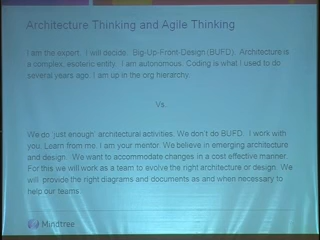 Architecture Thinking and Agile Thinking
I am the expert. I will decide. Big-Up-Front-Design (BUFD). Architecture is
a complex, esoteric entity. I am autonomous. Coding is what I used to do
several years ago. I am up in the org hierarchy.
Vs.
We do 'just enough' architectural activities. We don't do BUFD. I work with
you. Learn from me. I am your mentor. We believe in emerging architecture
and design. We want to accommodate changes in a cost effective manner.
For this we will work as a team to evolve the right architecture or design. We
will provide the right diagrams and documents as and when necessary to
help our teams.
Mindtree